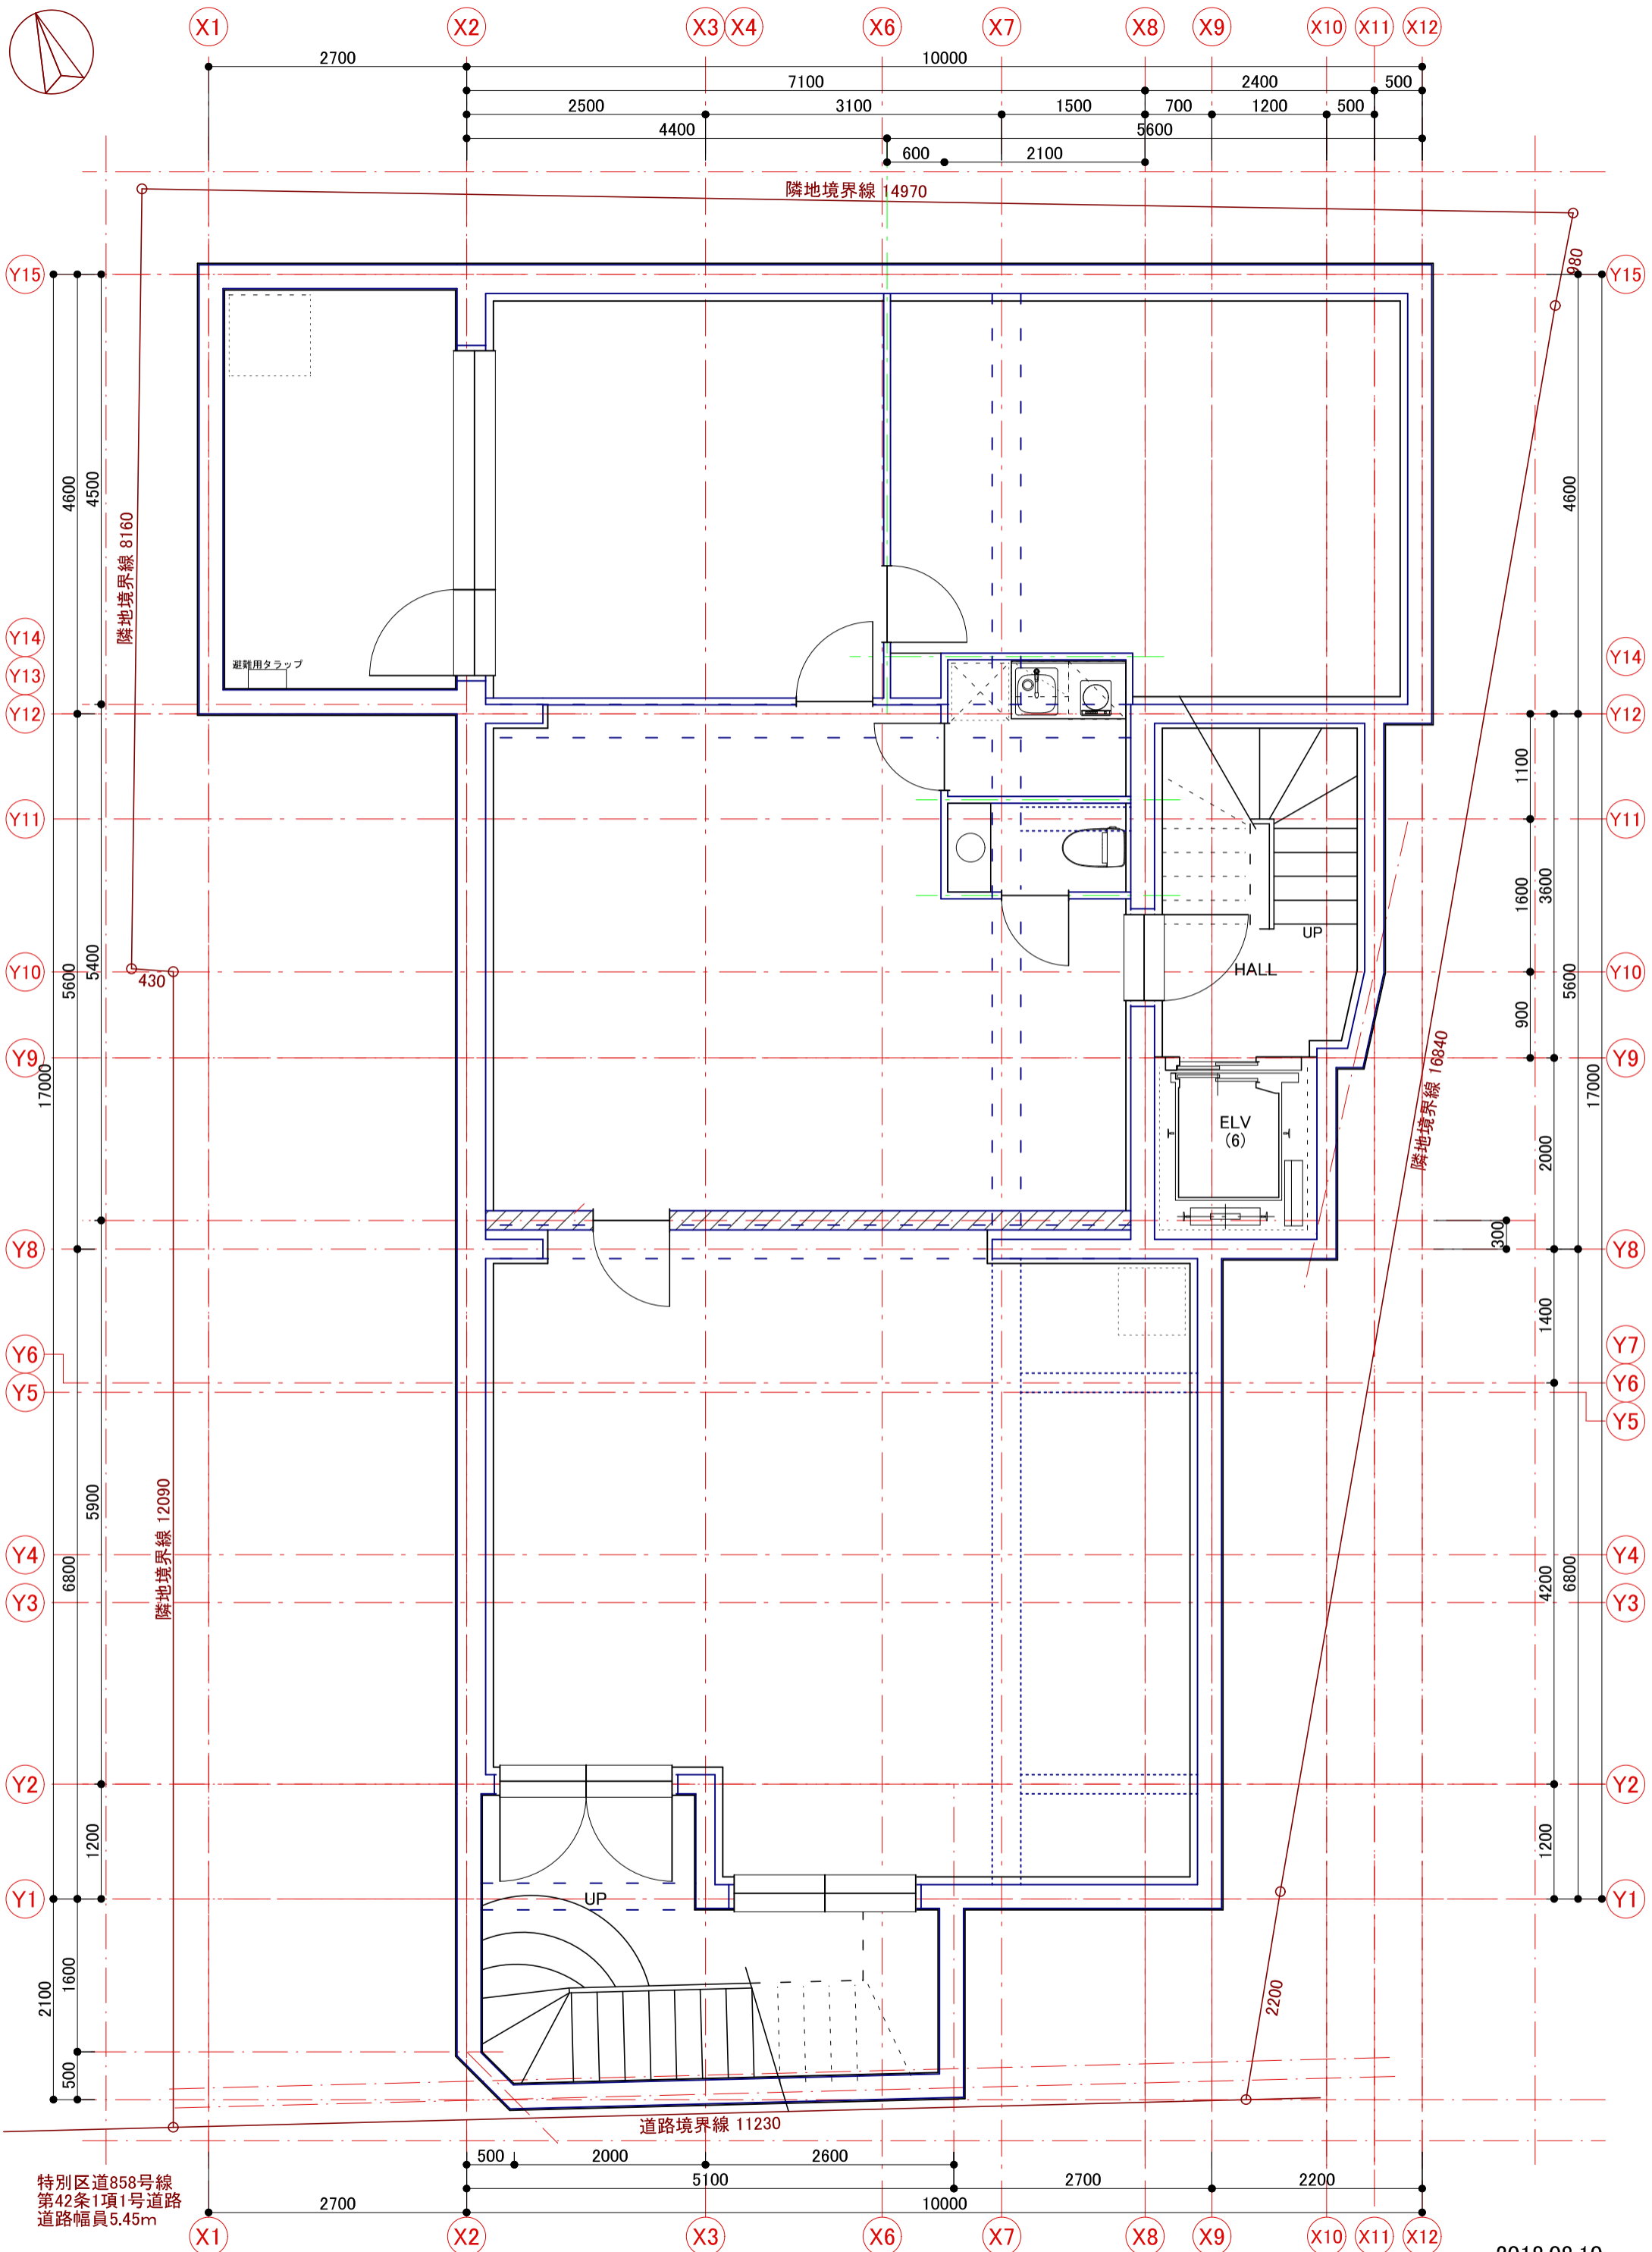 X1 X2 X3 X4 X6 X7 X8 X9 X10 X11 X12
2700 10000
7100 2400 500
2500 3100 1500 700 1200 500
4400 5600
600 2100
隣地境界線 14970
980
Y15 Y15
4600 4500 4600
隣地境界線 8160
Y14 Y14
避難用タラップ
Y13
Y12 Y12
1100
Y11 Y11
1600 3600
UP
HALL
5600 5400 5600
Y10 Y10
430
900
Y9 Y9
17000 17000
隣地境界線 16840
ELV
(6)
2000
300
Y8 Y8
1400
Y7
Y6 Y6
Y5 Y5
5900
隣地境界線 12090
Y4 Y4
6800 4200 6800
Y3 Y3
Y2 Y2
1200 1200
Y1 UP Y1
1600
2100 2200
500
道路境界線 11230
500 2000 2600
特別区道858号線
第42条1項1号道路
道路幅員5.45m
5100 2700 2200
2700 10000
X1 X2 X3 X6 X7 X8 X9 X10 X11 X12